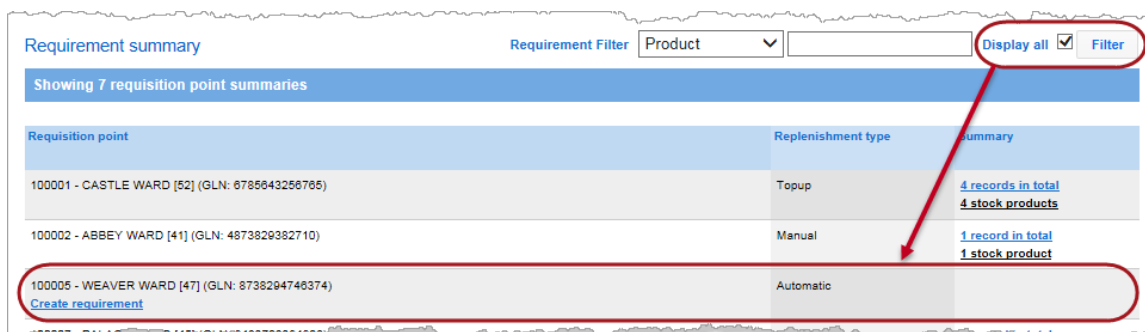 Requirement summary
Requirement Filter Product Display all Filter
Showing 7 requisition point summaries
Requisition point Replenishment type Summary
100001 - CASTLE WARD [52] (GLN: 6785643256765) Topup 4 records in total
4 stock products
100002 - ABBEY WARD [41] (GLN: 4873829382710) Manual 1 record in total
1 stock product
100005 - WEAVER WARD [47] (GLN: 8738294746374) Automatic
Create requirement